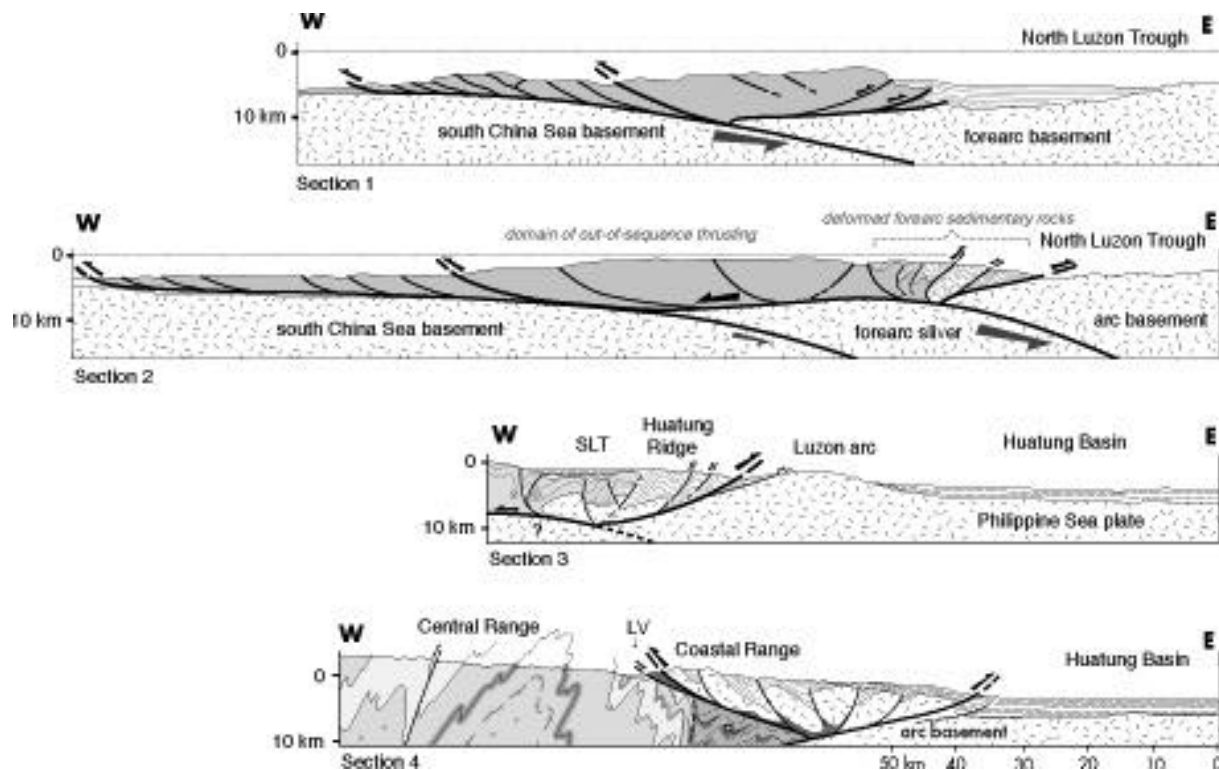 W E
North Luzon Trough
0
10 km
south China Sea basement
forearc basement
Section 1
W E
domain of out-of-sequence thrusting
deformed forearc sedimentary rocks
North Luzon Trough
0
10 km
south China Sea basement
forearc silver
arc basement
Section 2
W E
SLT
Huatung
Ridge
Luzon arc
Huatung Basin
0
10 km
?
Philippine Sea plate
Section 3
W E
Central Range
LV
Coastal Range
Huatung Basin
0
10 km
arc basement
Section 4
50 km 40 30 20 10 0